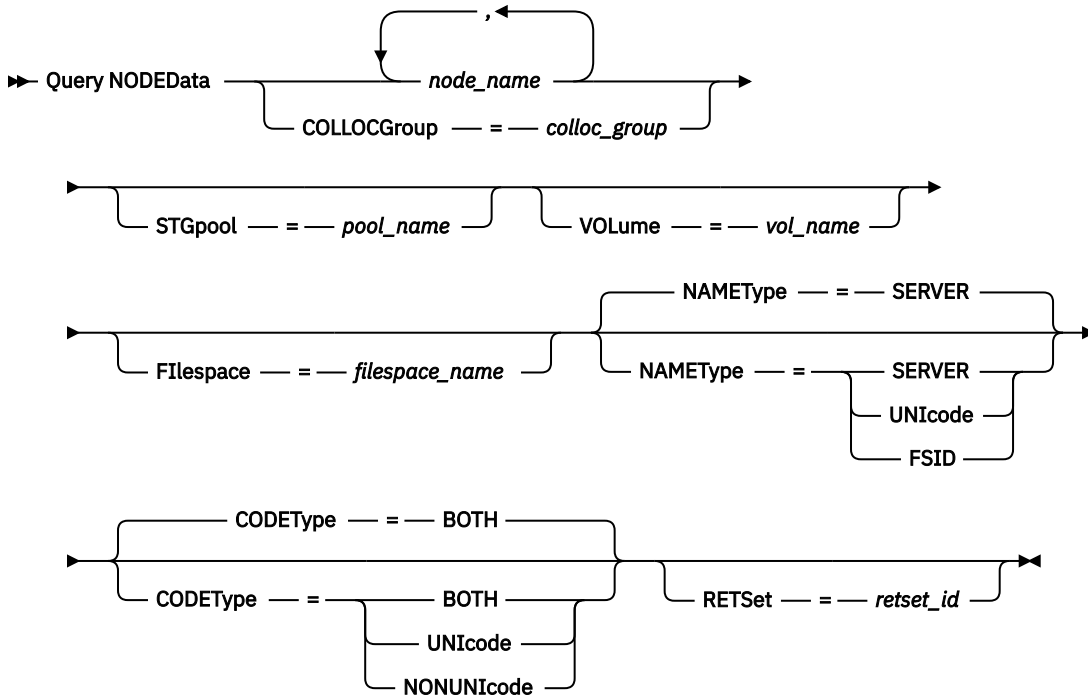 ,
Query NODEData node_name
COLLOCGroup = colloc_group
STGpool = pool_name VOLume = vol_name
NAMEType = SERVER
FIlespace = filespace_name NAMEType = SERVER
UNIcode
FSID
CODEType = BOTH
CODEType = BOTH RETSet = retset_id
UNIcode
NONUNIcode